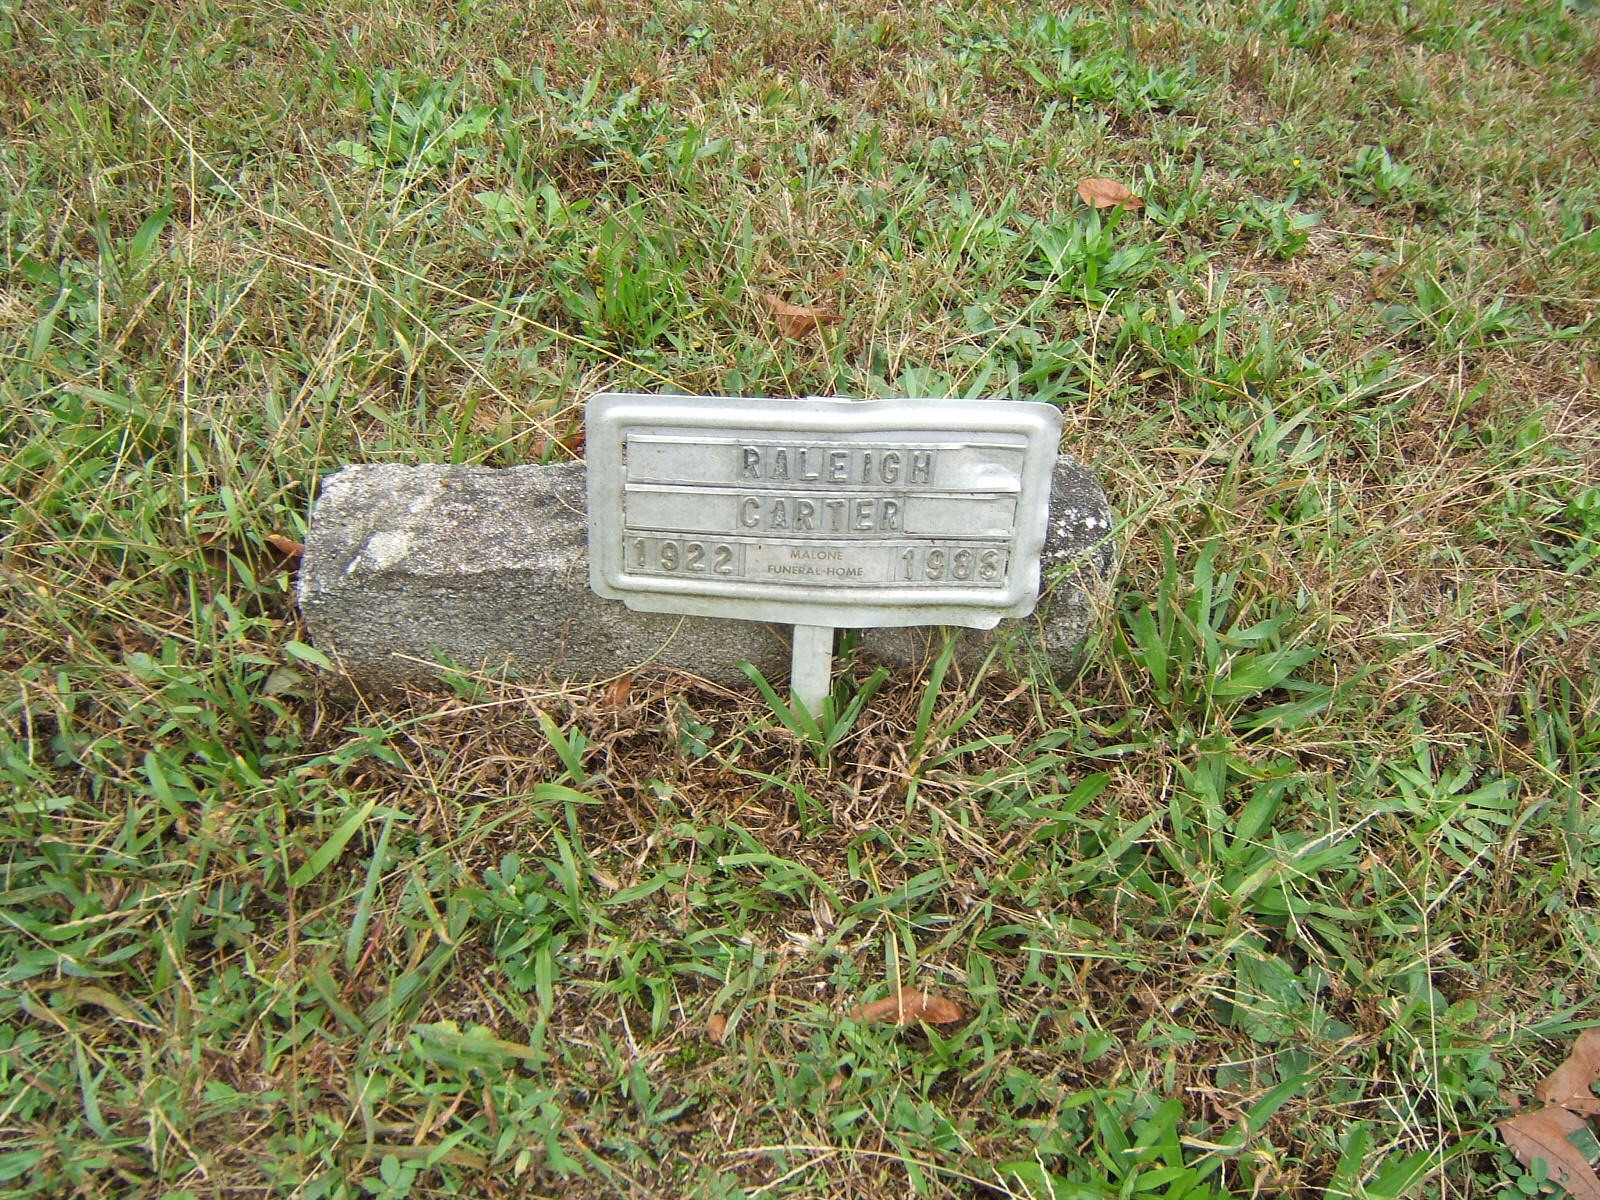 RALEIGH
CARTER
1922 MALONE 1986
FUNERAL HOME